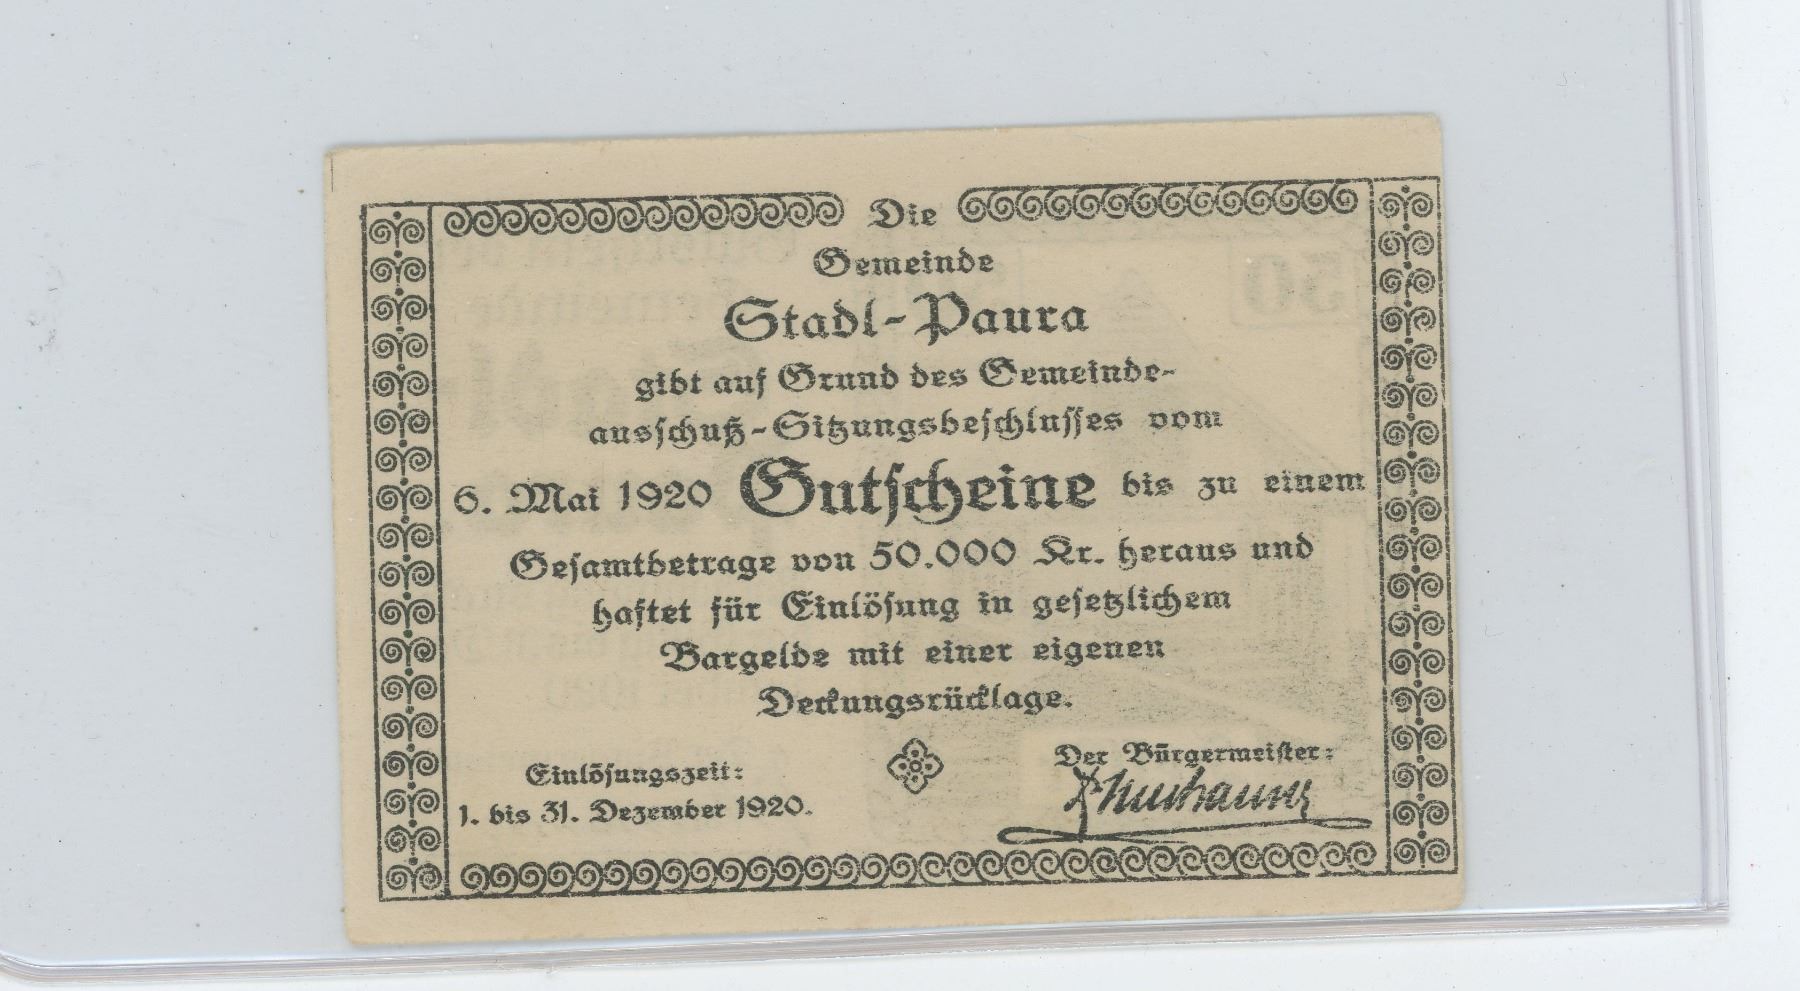 Die
Gemeinde
Stadl-Paura
gibt auf Grund des Gemeinde-
ausschuß-Sitzungsbeschlusses vom
6. Mai 1920 Gutscheine bis zu einem
Gesamtbetrage von 50.000 Kr. heraus und
haftet für Einlösung in gesetzlichem
Bargelde mit einer eigenen
Deckungsrücklage.
Einlösungszeit:
1. bis 31. Dezember 1920.
Der Bürgermeister: